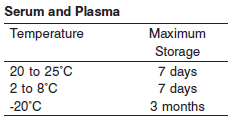 Serum and Plasma
Temperature Maximum
Storage
20 to 25°C 7 days
2 to 8°C 7 days
-20°C 3 months